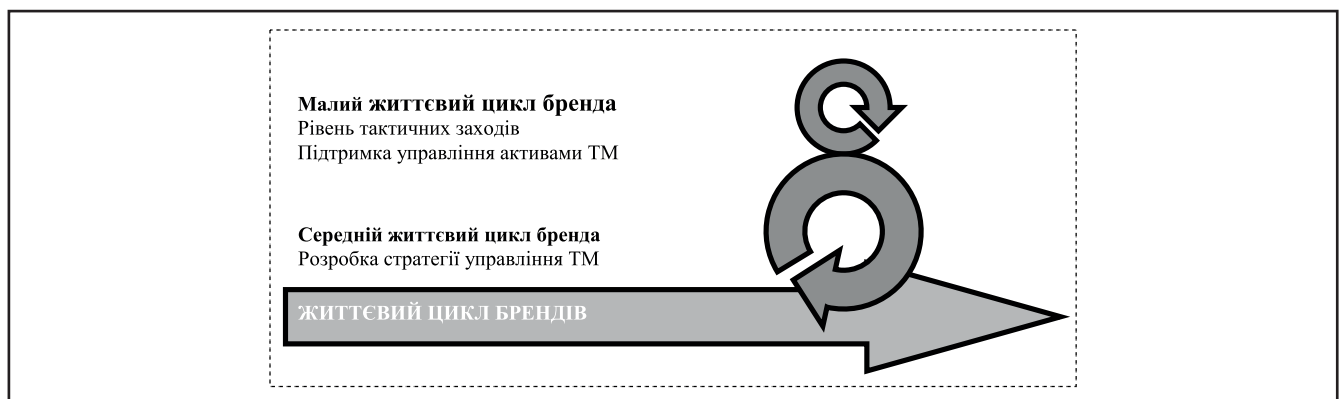 Малий життєвий цикл бренда
Рівень тактичних заходів
Підтримка управління активами ТМ
Середній життєвий цикл бренда
Розробка стратегії управління ТМ
ЖИТТЄВИЙ ЦИКЛ БРЕНДІВ